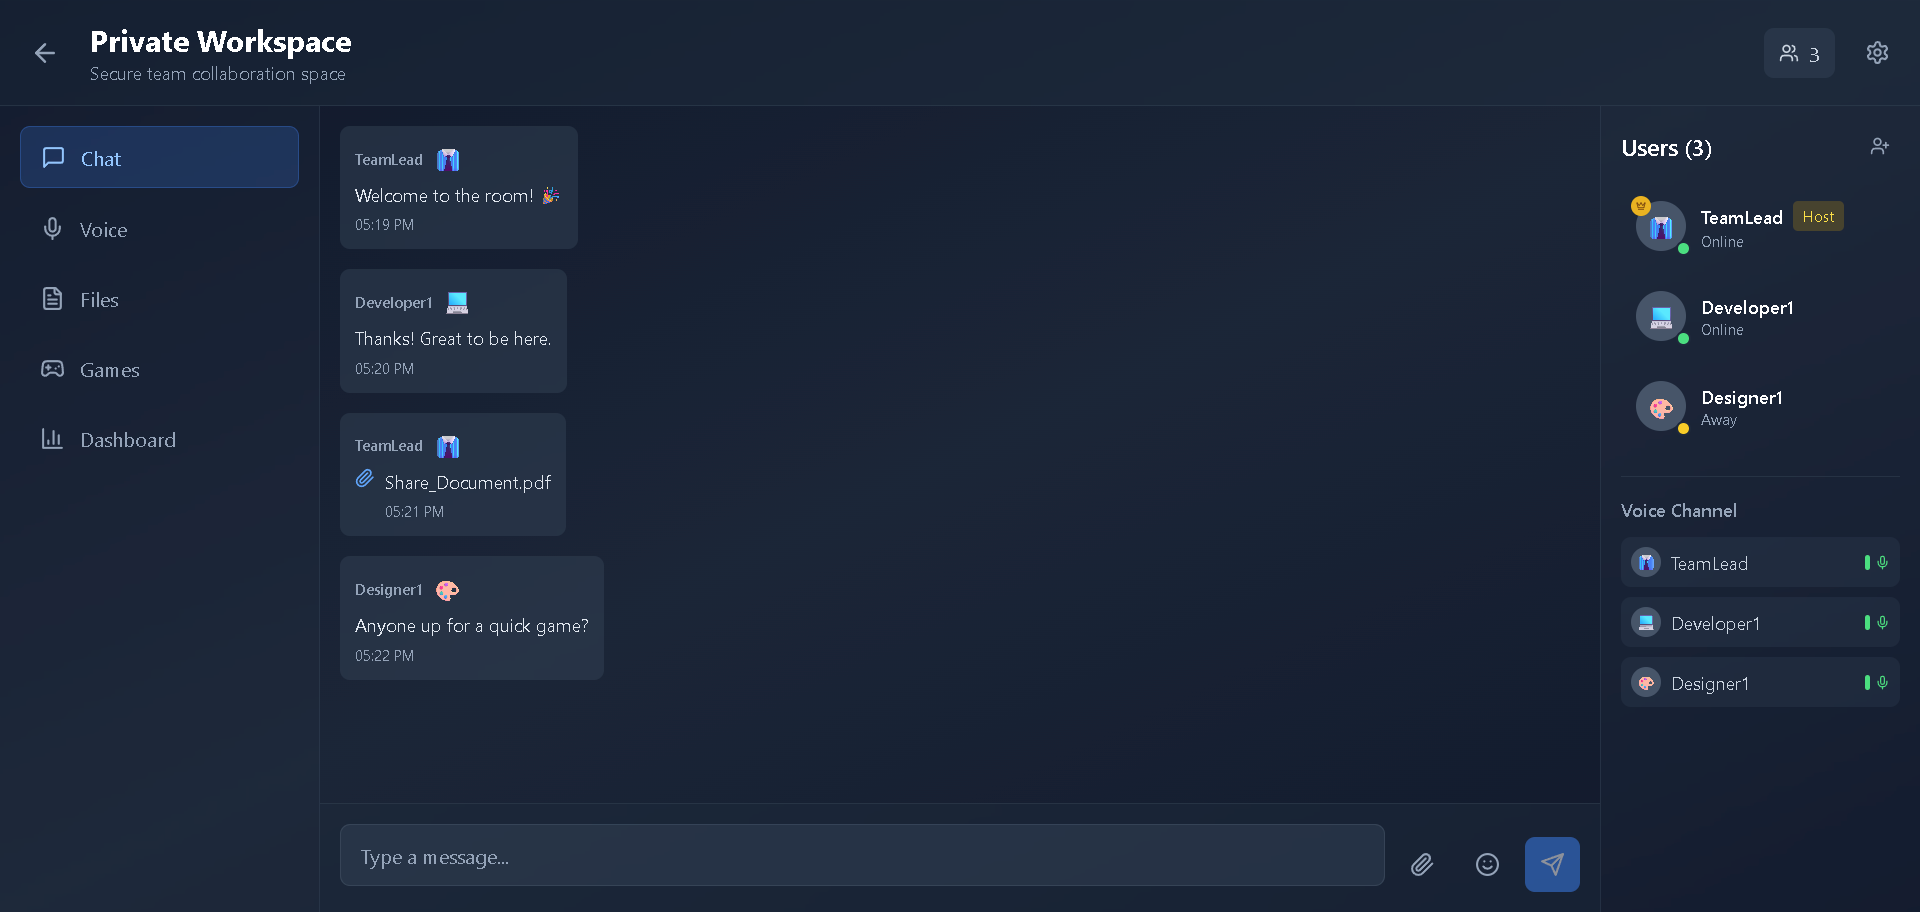 Private Workspace
Secure team collaboration space
3
Chat
Voice
Files
Games
Dashboard
TeamLead
Welcome to the room! 🎉
05:19 PM
Developer1
Thanks! Great to be here.
05:20 PM
TeamLead
Share_Document.pdf
05:21 PM
Designer1
Anyone up for a quick game?
05:22 PM
Type a message...
Users (3)
TeamLead Host
Online
Developer1
Online
Designer1
Away
Voice Channel
TeamLead
Developer1
Designer1